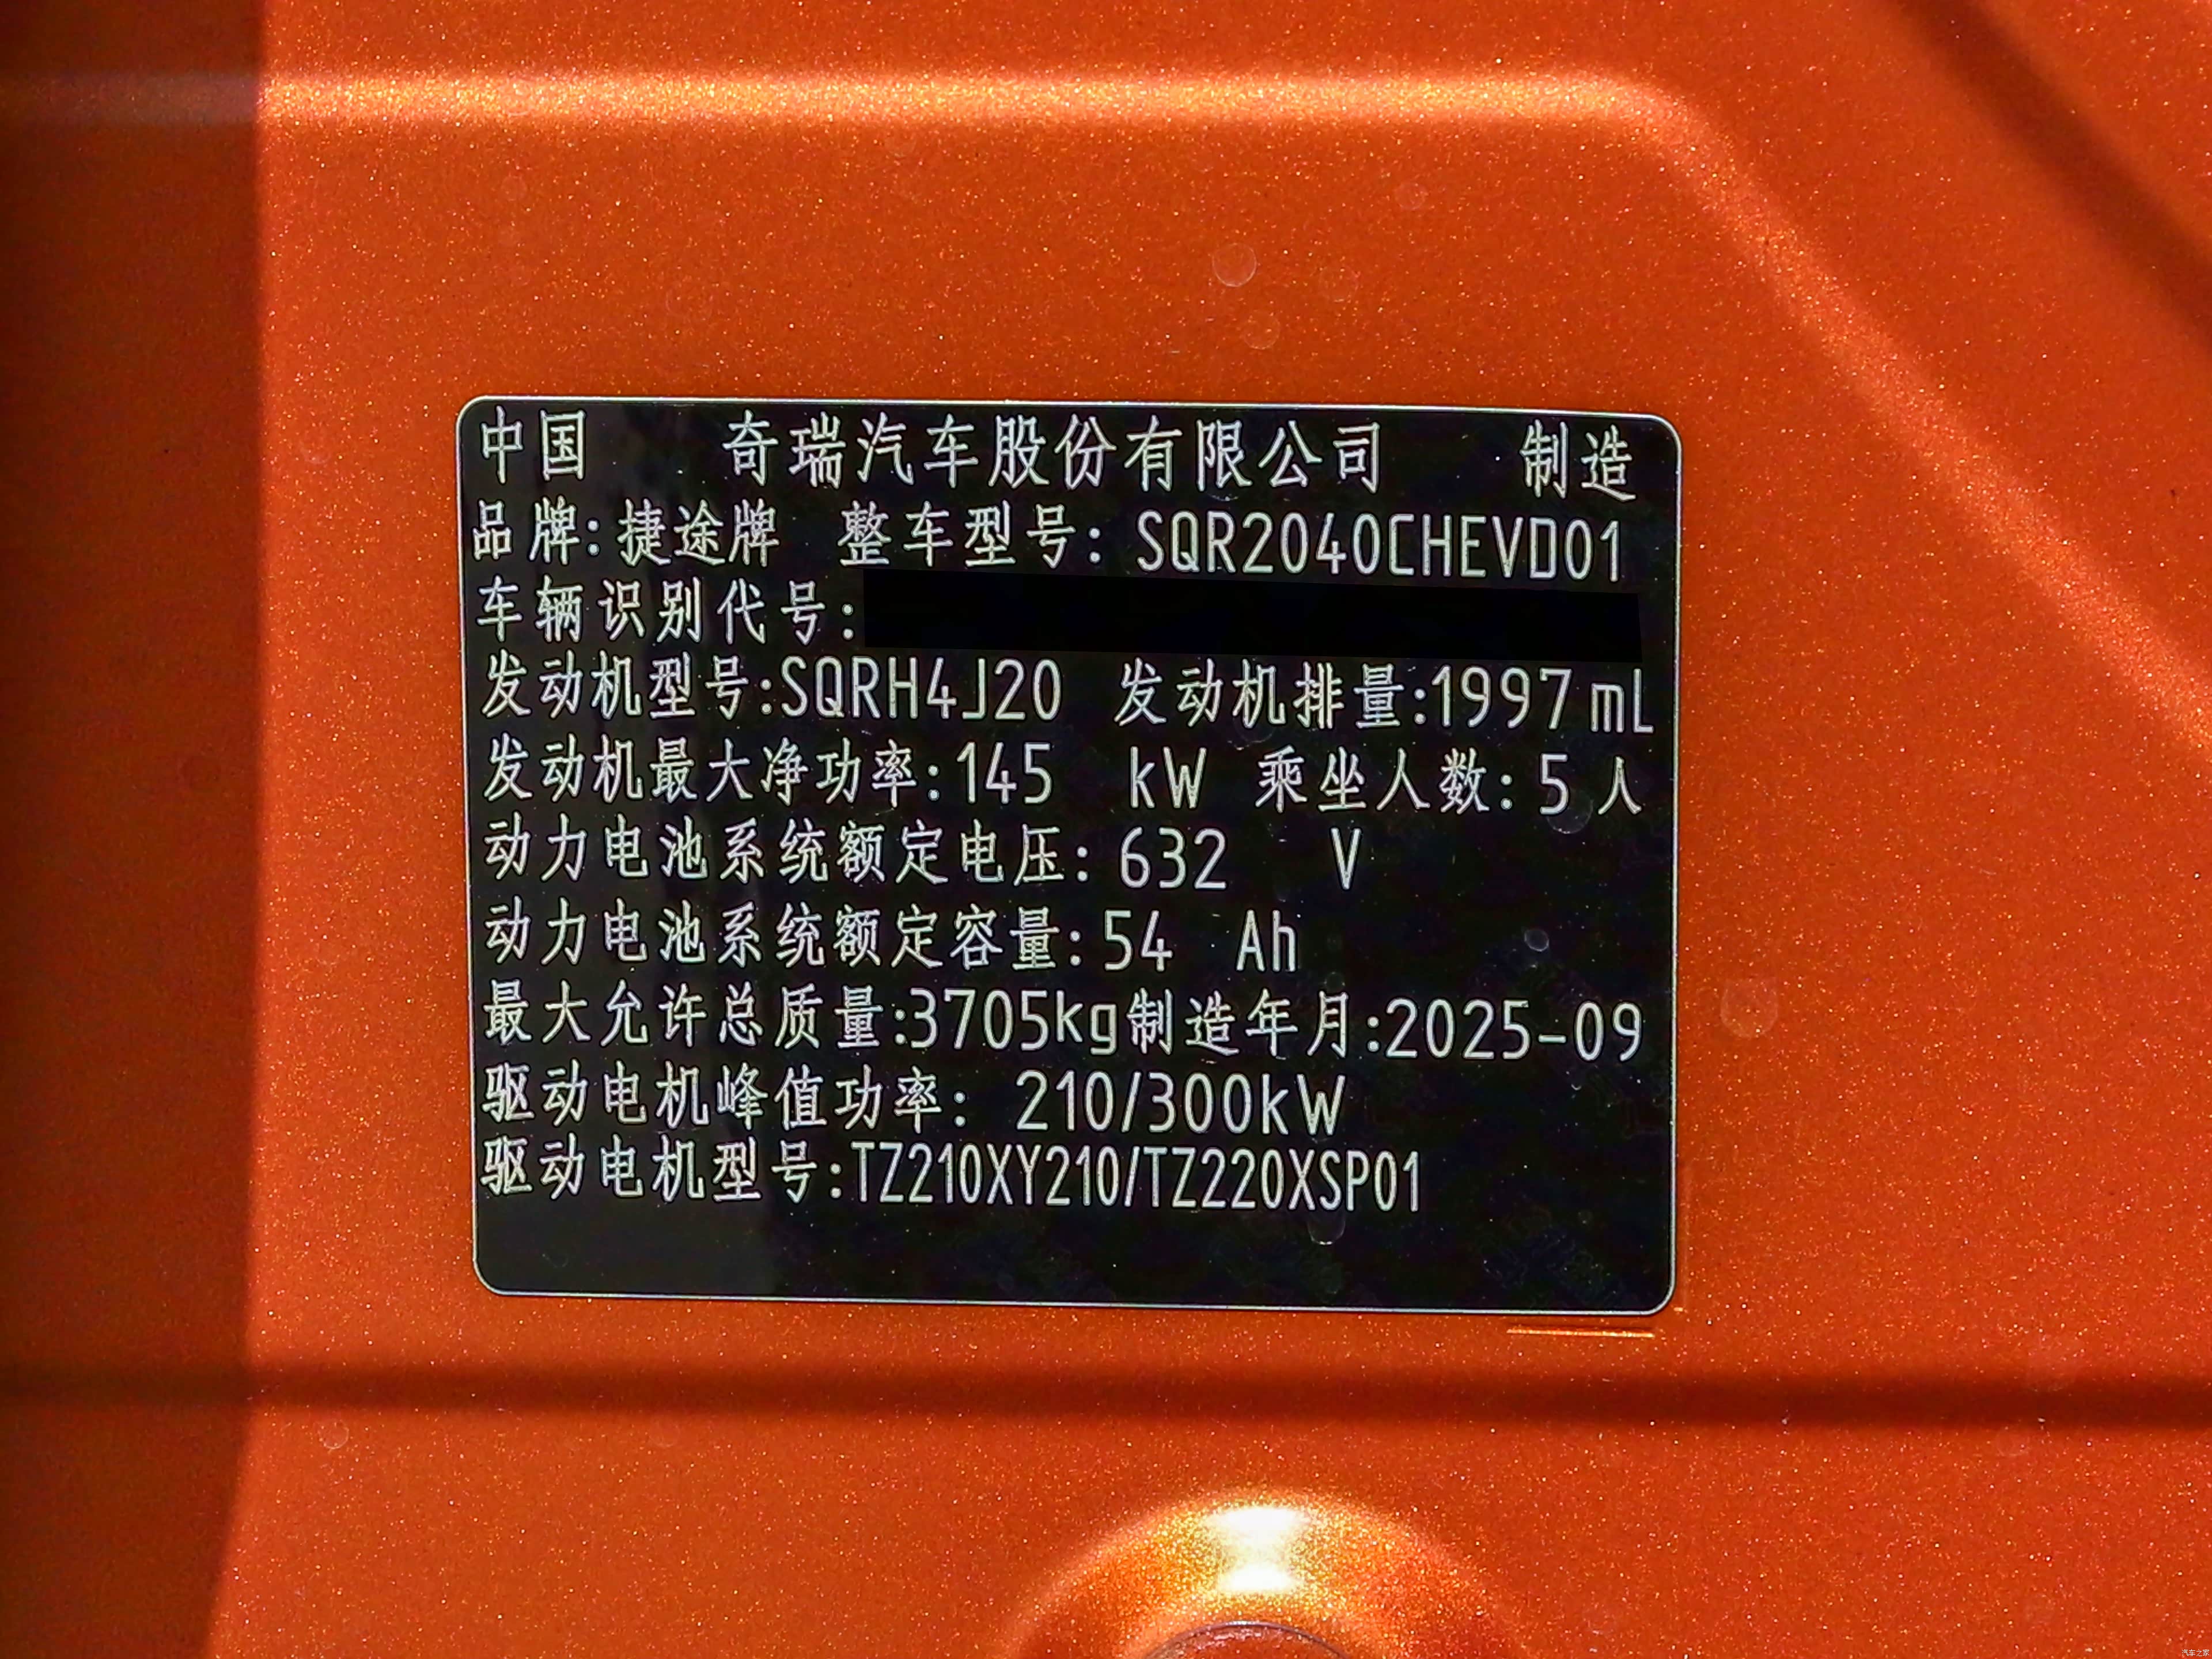 中国 奇瑞汽车股份有限公司 制造
品牌:捷途牌 整车型号: SQR2040CHEVD01
车辆识别代号:
发动机型号:SQRH4J20 发动机排量:1997mL
发动机最大净功率:145 kW 乘坐人数:5人
动力电池系统额定电压: 632 V
动力电池系统额定容量:54 Ah
最大允许总质量:3705kg制造年月:2025-09
驱动电机峰值功率: 210/300kW
驱动电机型号:TZ210XY210/TZ220XSP01
汽车之家